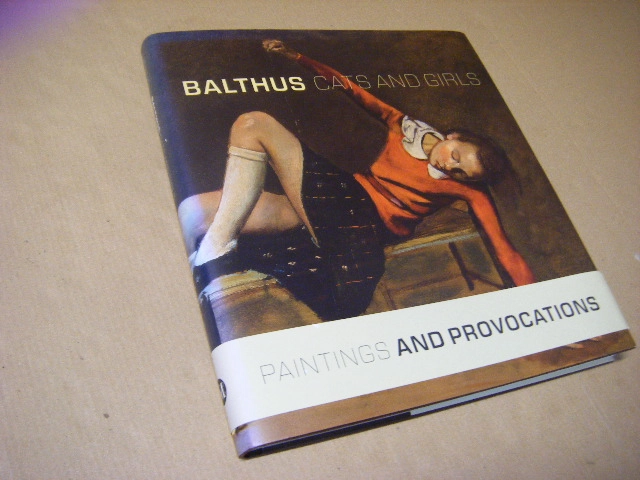 BALTHUS CATS AND GIRLS
PAINTINGS AND PROVOCATIONS